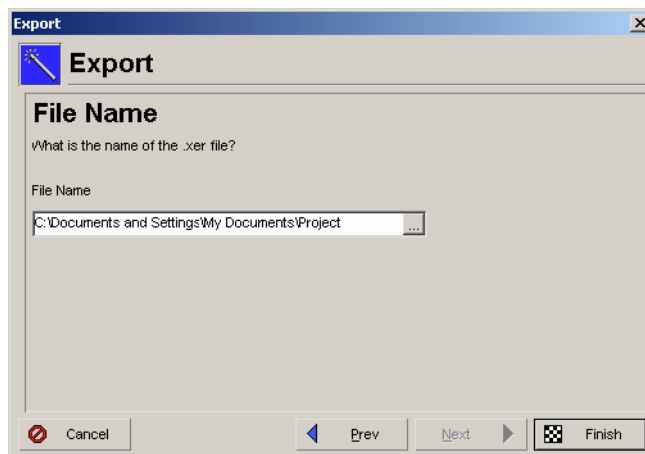 Export
Export
File Name
What is the name of the .xer file?
File Name
C:\Documents and Settings\My Documents\Project
...
Cancel
Prev
Next
Finish